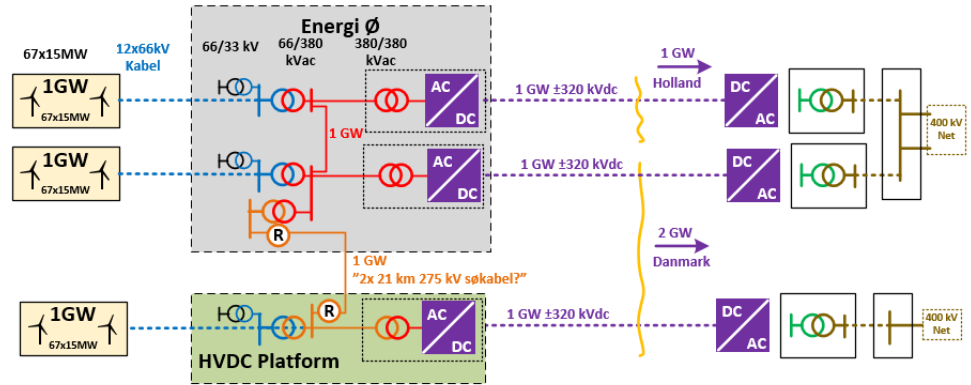 Energi Ø
67x15MW
12x66kV
Kabel
66/33 kV
66/380
kVac
380/380
kVac
1GW
67x15MW
AC
DC
1 GW ±320 kVdc
1 GW
Holland
DC
AC
400 kV
Net
1 GW
1GW
67x15MW
AC
DC
1 GW ±320 kVdc
DC
AC
R
2 GW
Danmark
1 GW
”2x 21 km 275 kV søkabel?”
1GW
67x15MW
R
AC
DC
1 GW ±320 kVdc
DC
AC
400 kV
Net
HVDC Platform